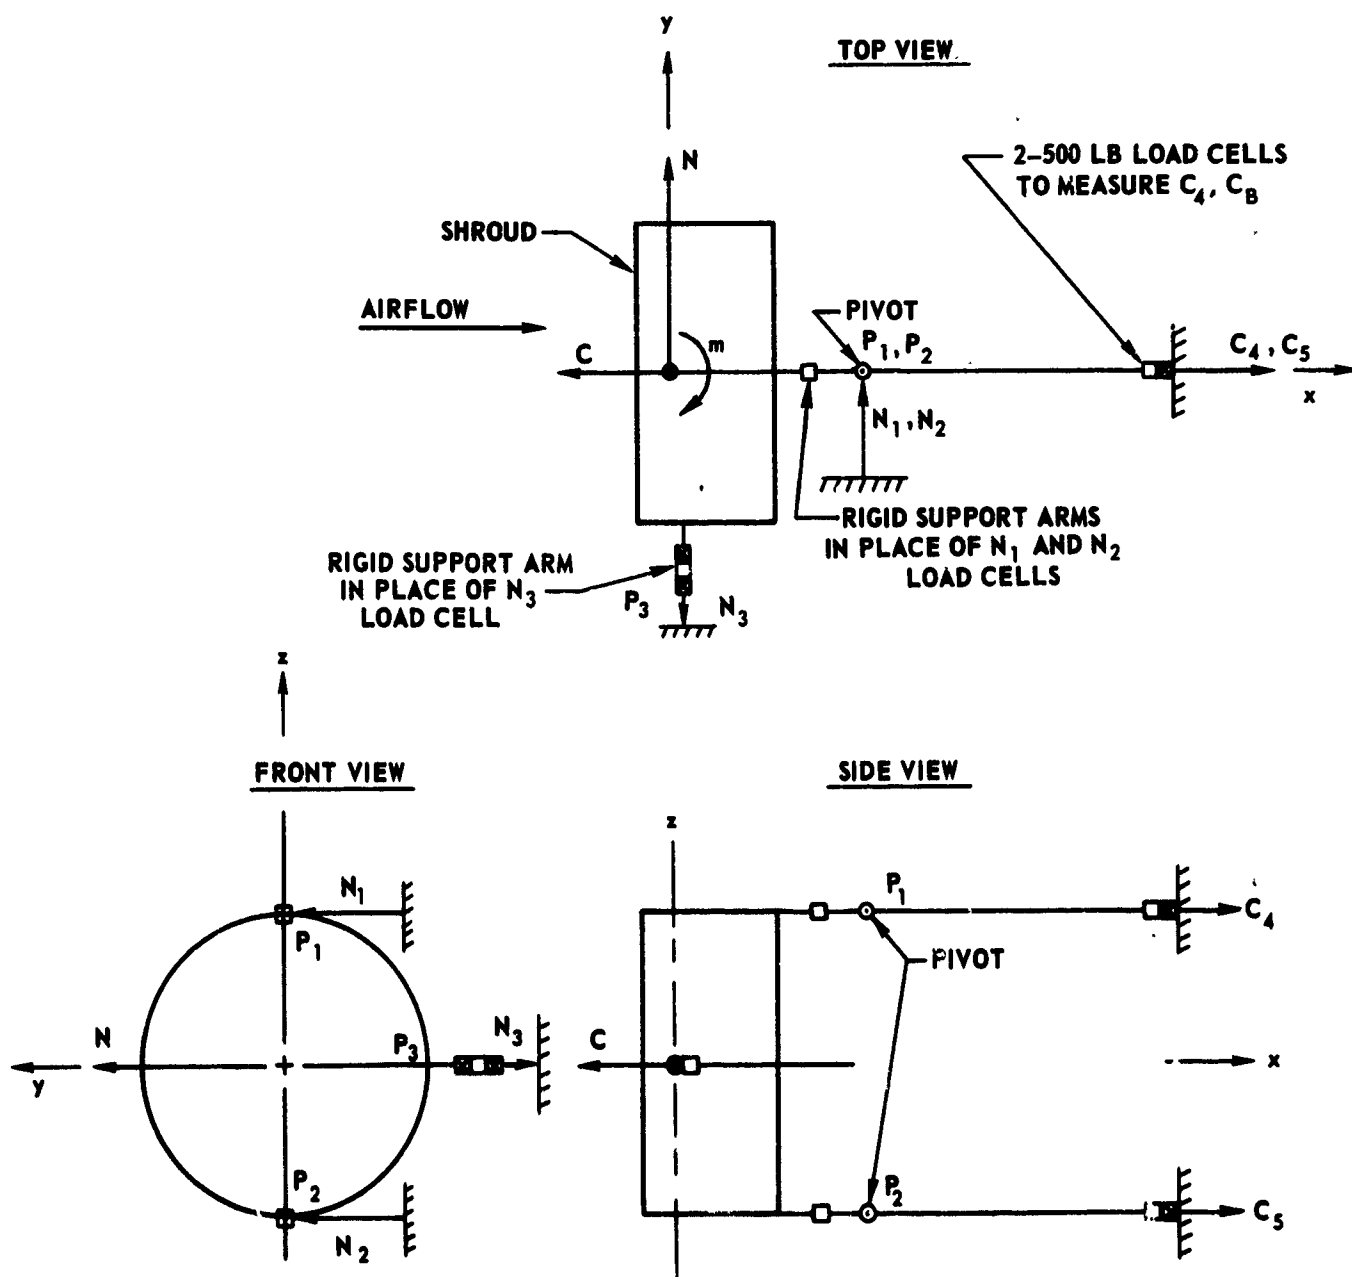 y
TOP VIEW
N
2-500 LB LOAD CELLS
TO MEASURE C4, CB
SHROUD
AIRFLOW
PIVOT
P1, P2
C
m
C4, C5
x
N1, N2
RIGID SUPPORT ARMS
IN PLACE OF N1 AND N2
LOAD CELLS
RIGID SUPPORT ARM
IN PLACE OF N3
LOAD CELL
P3
N3
z
FRONT VIEW
SIDE VIEW
z
N1
P1
P1
C4
PIVOT
N
P3
N3
y
C
x
P2
N2
P2
C5